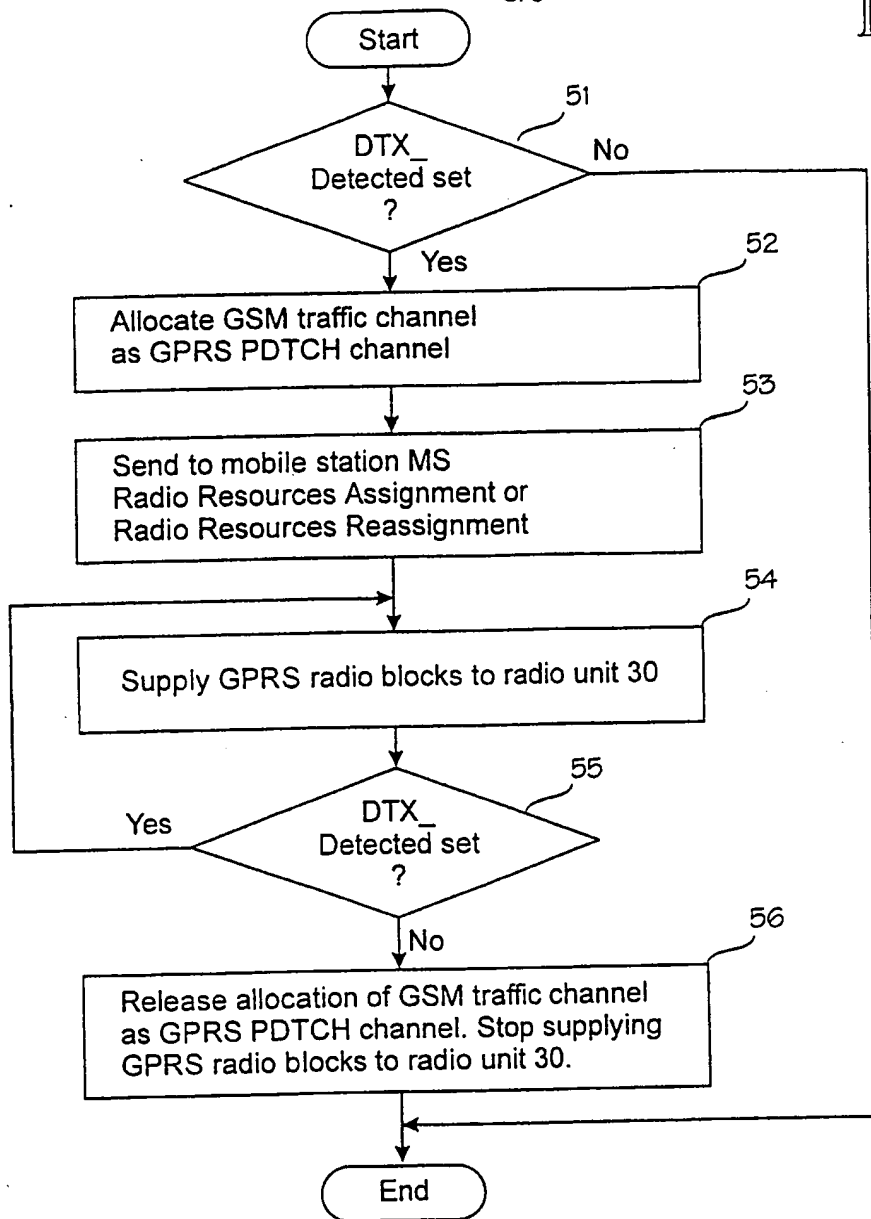 Start
51
DTX_
Detected set
?
No
Yes
52
Allocate GSM traffic channel
as GPRS PDTCH channel
53
Send to mobile station MS
Radio Resources Assignment or
Radio Resources Reassignment
54
Supply GPRS radio blocks to radio unit 30
55
DTX_
Detected set
?
Yes
No
56
Release allocation of GSM traffic channel
as GPRS PDTCH channel. Stop supplying
GPRS radio blocks to radio unit 30.
End